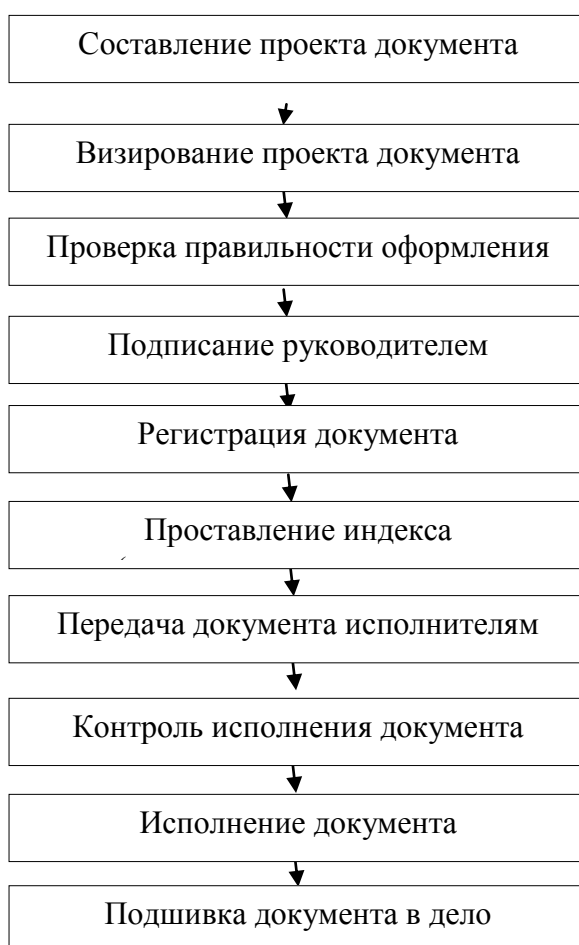 Составление проекта документа
Визирование проекта документа
Проверка правильности оформления
Подписание руководителем
Регистрация документа
Проставление индекса
Передача документа исполнителям
Контроль исполнения документа
Исполнение документа
Подшивка документа в дело